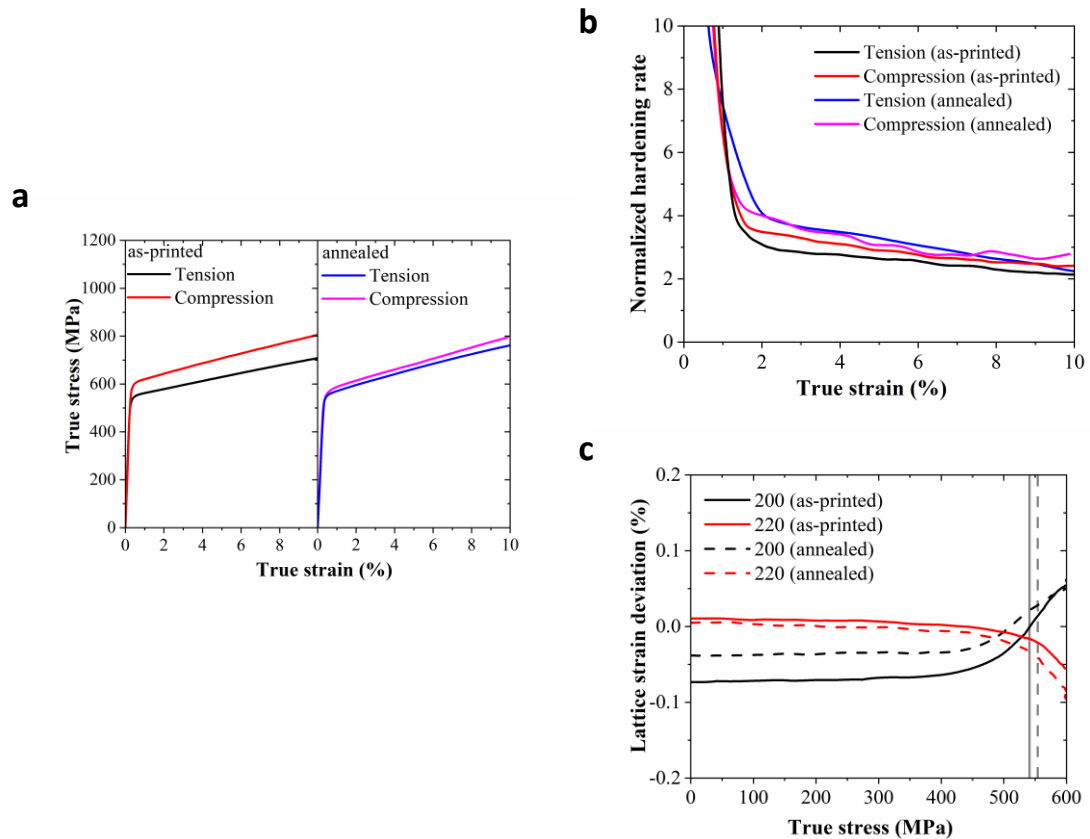 a
as-printed
Tension
Compression
annealed
Tension
Compression
True stress (MPa)
1200
1000
800
600
400
200
0
0 2 4 6 8 0 2 4 6 8 10
True strain (%)
b
Tension (as-printed)
Compression (as-printed)
Tension (annealed)
Compression (annealed)
Normalized hardening rate
10
8
6
4
2
0 2 4 6 8 10
True strain (%)
c
200 (as-printed)
220 (as-printed)
200 (annealed)
220 (annealed)
Lattice strain deviation (%)
0.2
0.1
0.0
-0.1
-0.2
0 100 200 300 400 500 600
True stress (MPa)